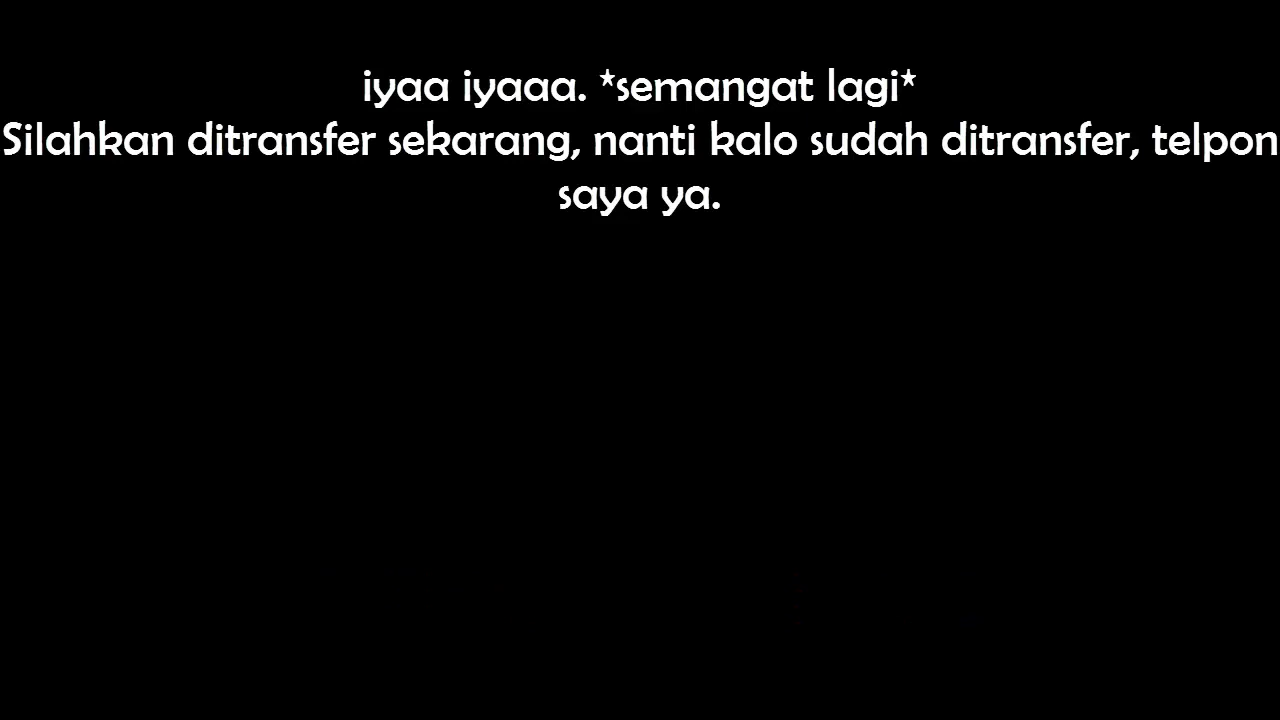 iyaa iyaaa. *semangat lagi*
Silahkan ditransfer sekarang, nanti kalo sudah ditransfer, telpon
saya ya.